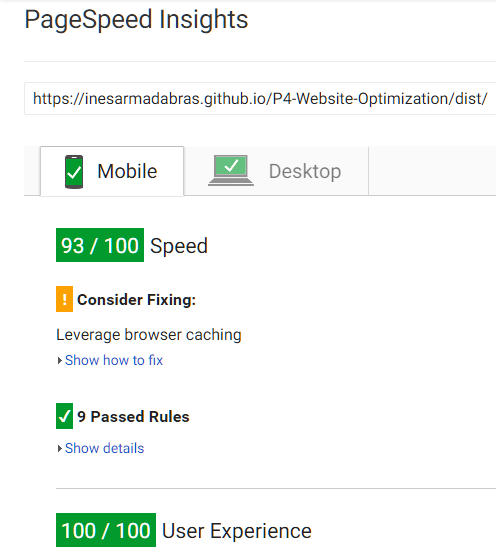 PageSpeed Insights
https://inesarmadabras.github.io/P4-Website-Optimization/dist/
Mobile
Desktop
93 / 100 Speed
! Consider Fixing:
Leverage browser caching
Show how to fix
9 Passed Rules
Show details
100 / 100 User Experience